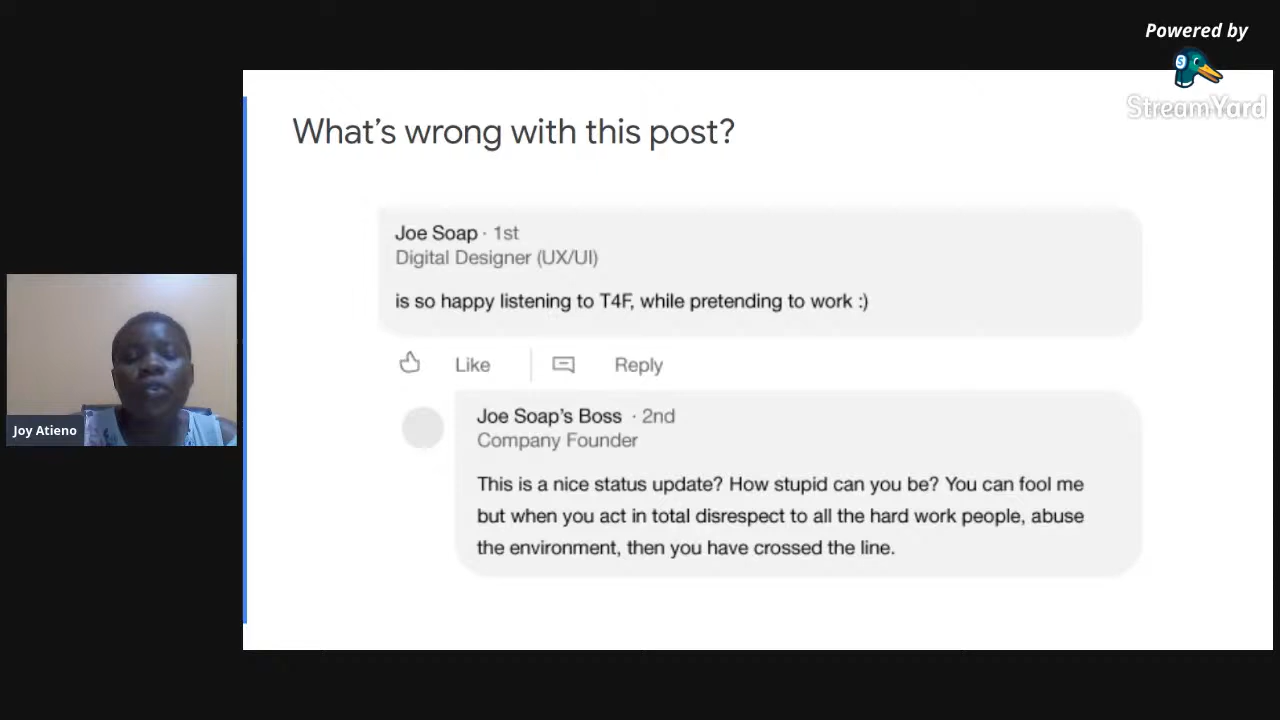 Powered by
StreamYard
What's wrong with this post?
Joe Soap · 1st
Digital Designer (UX/UI)
is so happy listening to T4F, while pretending to work :)
Like
Reply
Joe Soap's Boss · 2nd
Company Founder
This is a nice status update? How stupid can you be? You can fool me
but when you act in total disrespect to all the hard work people, abuse
the environment, then you have crossed the line.
Joy Atieno